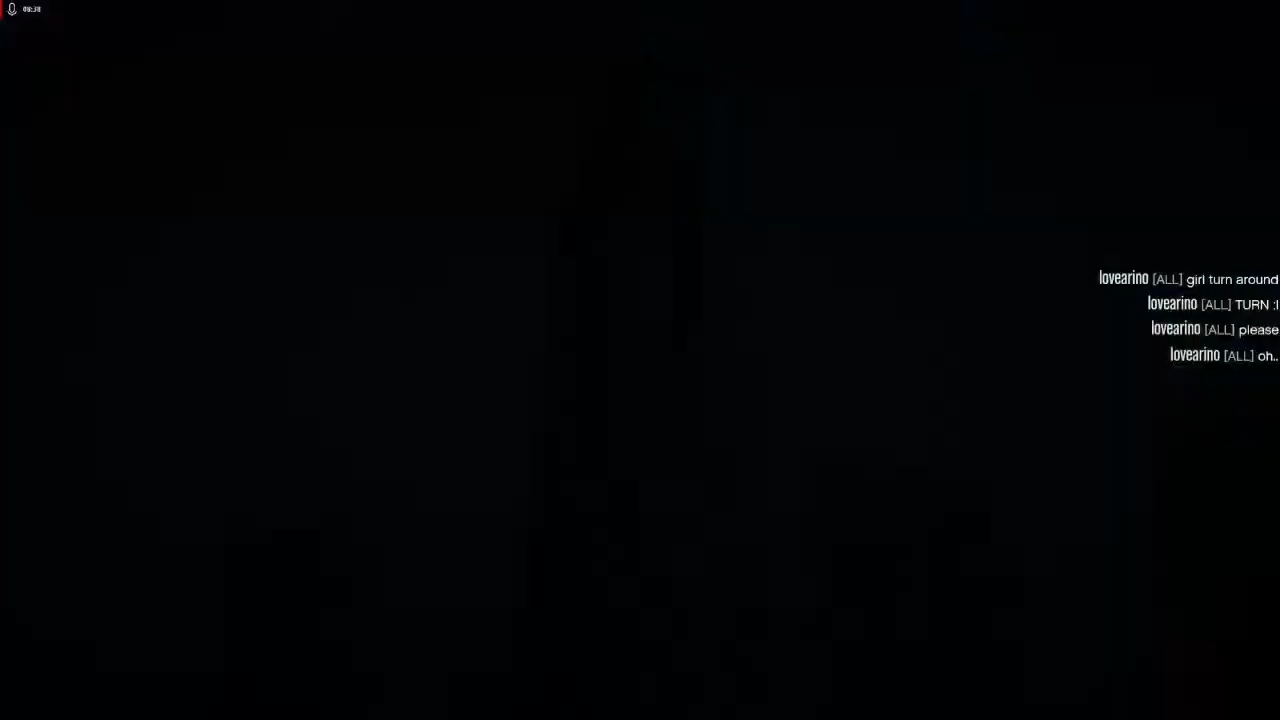 lovearino [ALL] girl turn around
lovearino [ALL] TURN :I
lovearino [ALL] please
lovearino [ALL] oh..